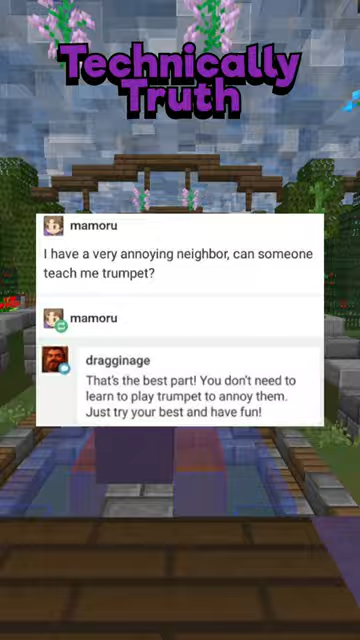 Technically
Truth
mamoru
I have a very annoying neighbor, can someone
teach me trumpet?
mamoru
dragginage
That's the best part! You don't need to
learn to play trumpet to annoy them.
Just try your best and have fun!